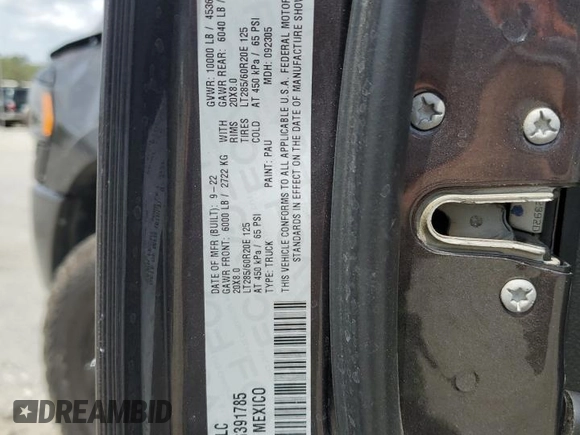 GVWR: 10000 LB / 4536
GAWR REAR: 6040 LB /
WITH 20X8.0
RIMS
TIRES LT285/60R20E 125
COLD AT 450 kPa / 65 PSI
MDH: 092305
DATE OF MFR (BUILT): 9-22
GAWR FRONT: 6000 LB / 2722 KG
20X8.0
LT285/60R20E 125
AT 450 kPa / 65 PSI
TYPE: TRUCK PAINT: PAU
THIS VEHICLE CONFORMS TO ALL APPLICABLE U.S.A. FEDERAL MOTOR
STANDARDS IN EFFECT ON THE DATE OF MANUFACTURE SHOW
LC
391785
MEXICO
DREAMBID